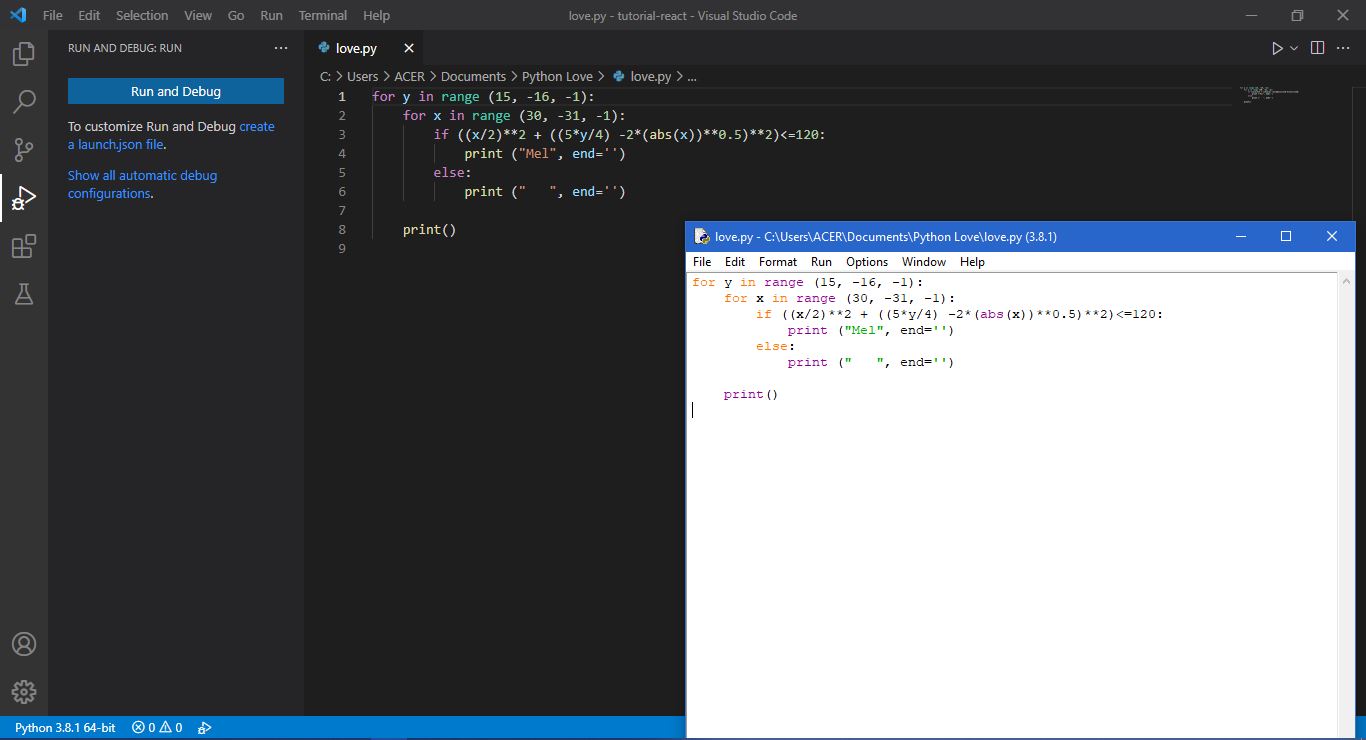 File Edit Selection View Go Run Terminal Help
love.py - tutorial-react - Visual Studio Code
RUN AND DEBUG: RUN
Run and Debug
To customize Run and Debug create
a launch.json file.
Show all automatic debug
configurations.
love.py
C: > Users > ACER > Documents > Python Love > love.py > ...
1 for y in range (15, -16, -1):
2     for x in range (30, -31, -1):
3         if ((x/2)**2 + ((5*y/4) -2*(abs(x))**0.5)**2)<=120:
4             print ("Mel", end='')
5         else:
6             print ("   ", end='')
7
8     print()
9
love.py - C:\Users\ACER\Documents\Python Love\love.py (3.8.1)
File Edit Format Run Options Window Help
for y in range (15, -16, -1):
    for x in range (30, -31, -1):
        if ((x/2)**2 + ((5*y/4) -2*(abs(x))**0.5)**2)<=120:
            print ("Mel", end='')
        else:
            print ("   ", end='')
    print()
Python 3.8.1 64-bit 0 0